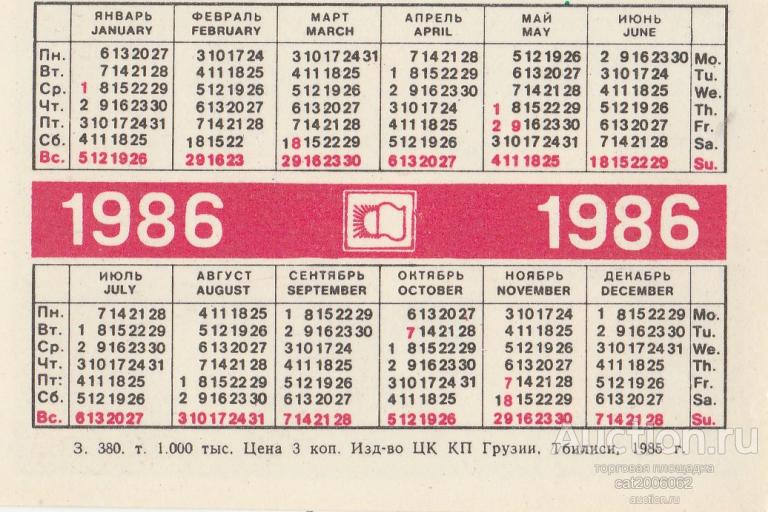 ЯНВАРЬ ФЕВРАЛЬ МАРТ АПРЕЛЬ МАЙ ИЮНЬ
JANUARY FEBRUARY MARCH APRIL MAY JUNE
Пн. 6 13 20 27 3 10 17 24 3 10 17 24 31 7 14 21 28 5 12 19 26 2 9 16 23 30 Mo.
Вт. 7 14 21 28 4 11 18 25 4 11 18 25 1 8 15 22 29 6 13 20 27 3 10 17 24 Tu.
Ср. 1 8 15 22 29 5 12 19 26 5 12 19 26 2 9 16 23 30 7 14 21 28 4 11 18 25 We.
Чт. 2 9 16 23 30 6 13 20 27 6 13 20 27 3 10 17 24 1 8 15 22 29 5 12 19 26 Th.
Пт. 3 10 17 24 31 7 14 21 28 7 14 21 28 4 11 18 25 2 9 16 23 30 6 13 20 27 Fr.
Сб. 4 11 18 25 1 8 15 22 1 8 15 22 29 5 12 19 26 3 10 17 24 31 7 14 21 28 Sa.
Вс. 5 12 19 26 2 9 16 23 2 9 16 23 30 6 13 20 27 4 11 18 25 1 8 15 22 29 Su.
1986 1986
ИЮЛЬ АВГУСТ СЕНТЯБРЬ ОКТЯБРЬ НОЯБРЬ ДЕКАБРЬ
JULY AUGUST SEPTEMBER OCTOBER NOVEMBER DECEMBER
Пн. 7 14 21 28 4 11 18 25 1 8 15 22 29 6 13 20 27 3 10 17 24 1 8 15 22 29 Mo.
Вт. 1 8 15 22 29 5 12 19 26 2 9 16 23 30 7 14 21 28 4 11 18 25 2 9 16 23 30 Tu.
Ср. 2 9 16 23 30 6 13 20 27 3 10 17 24 1 8 15 22 29 5 12 19 26 3 10 17 24 31 We.
Чт. 3 10 17 24 31 7 14 21 28 4 11 18 25 2 9 16 23 30 6 13 20 27 4 11 18 25 Th.
Пт: 4 11 18 25 1 8 15 22 29 5 12 19 26 3 10 17 24 31 7 14 21 28 5 12 19 26 Fr.
Сб. 5 12 19 26 2 9 16 23 30 6 13 20 27 4 11 18 25 1 8 15 22 29 6 13 20 27 Sa.
Вс. 6 13 20 27 3 10 17 24 31 7 14 21 28 5 12 19 26 2 9 16 23 30 7 14 21 28 Su.
З. 380. т. 1.000 тыс. Цена 3 коп. Изд-во ЦК КП Грузии, Тбилиси, 1985 г.
Auction.ru
торговая площадка
cat2006062
auction.ru